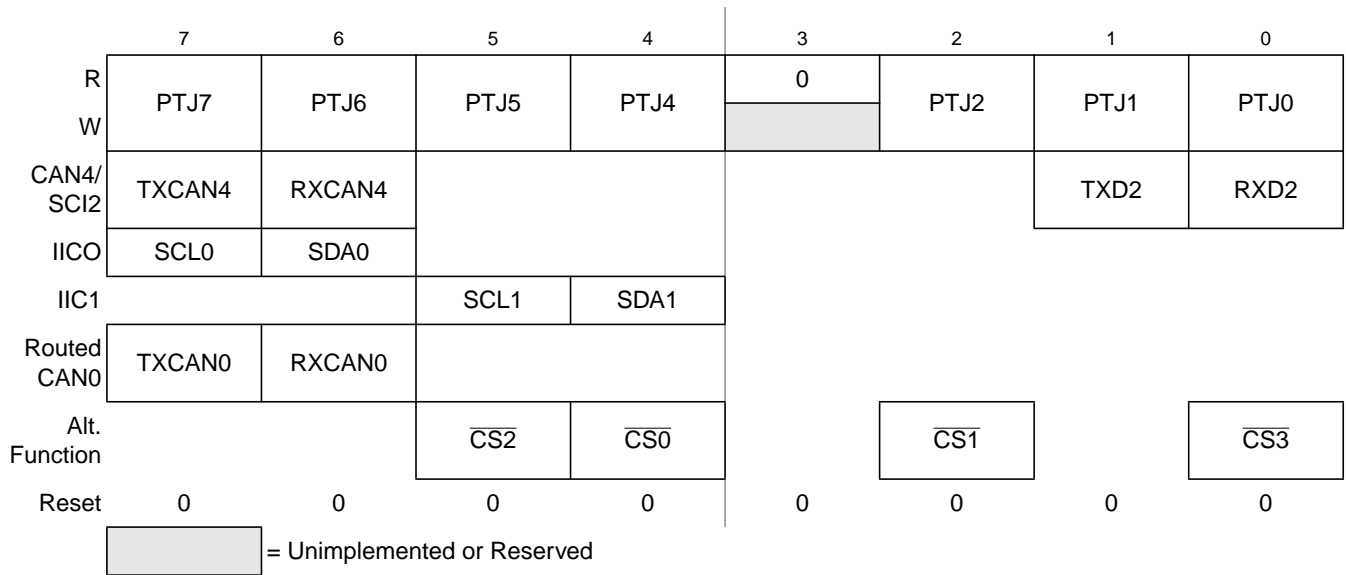 7 6 5 4 3 2 1 0
R 0
PTJ7 PTJ6 PTJ5 PTJ4 PTJ2 PTJ1 PTJ0
W
CAN4/
SCI2 TXCAN4 RXCAN4 TXD2 RXD2
IICO SCL0 SDA0
IIC1 SCL1 SDA1
Routed
CAN0 TXCAN0 RXCAN0
Alt.
Function CS2 CS0 CS1 CS3
Reset 0 0 0 0 0 0 0 0
= Unimplemented or Reserved